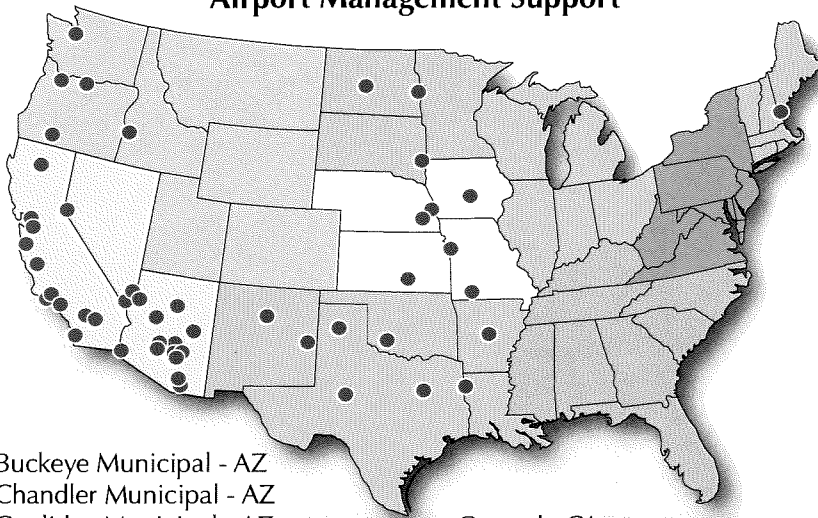 Airport Management Support
Buckeye Municipal - AZ
Chandler Municipal - AZ